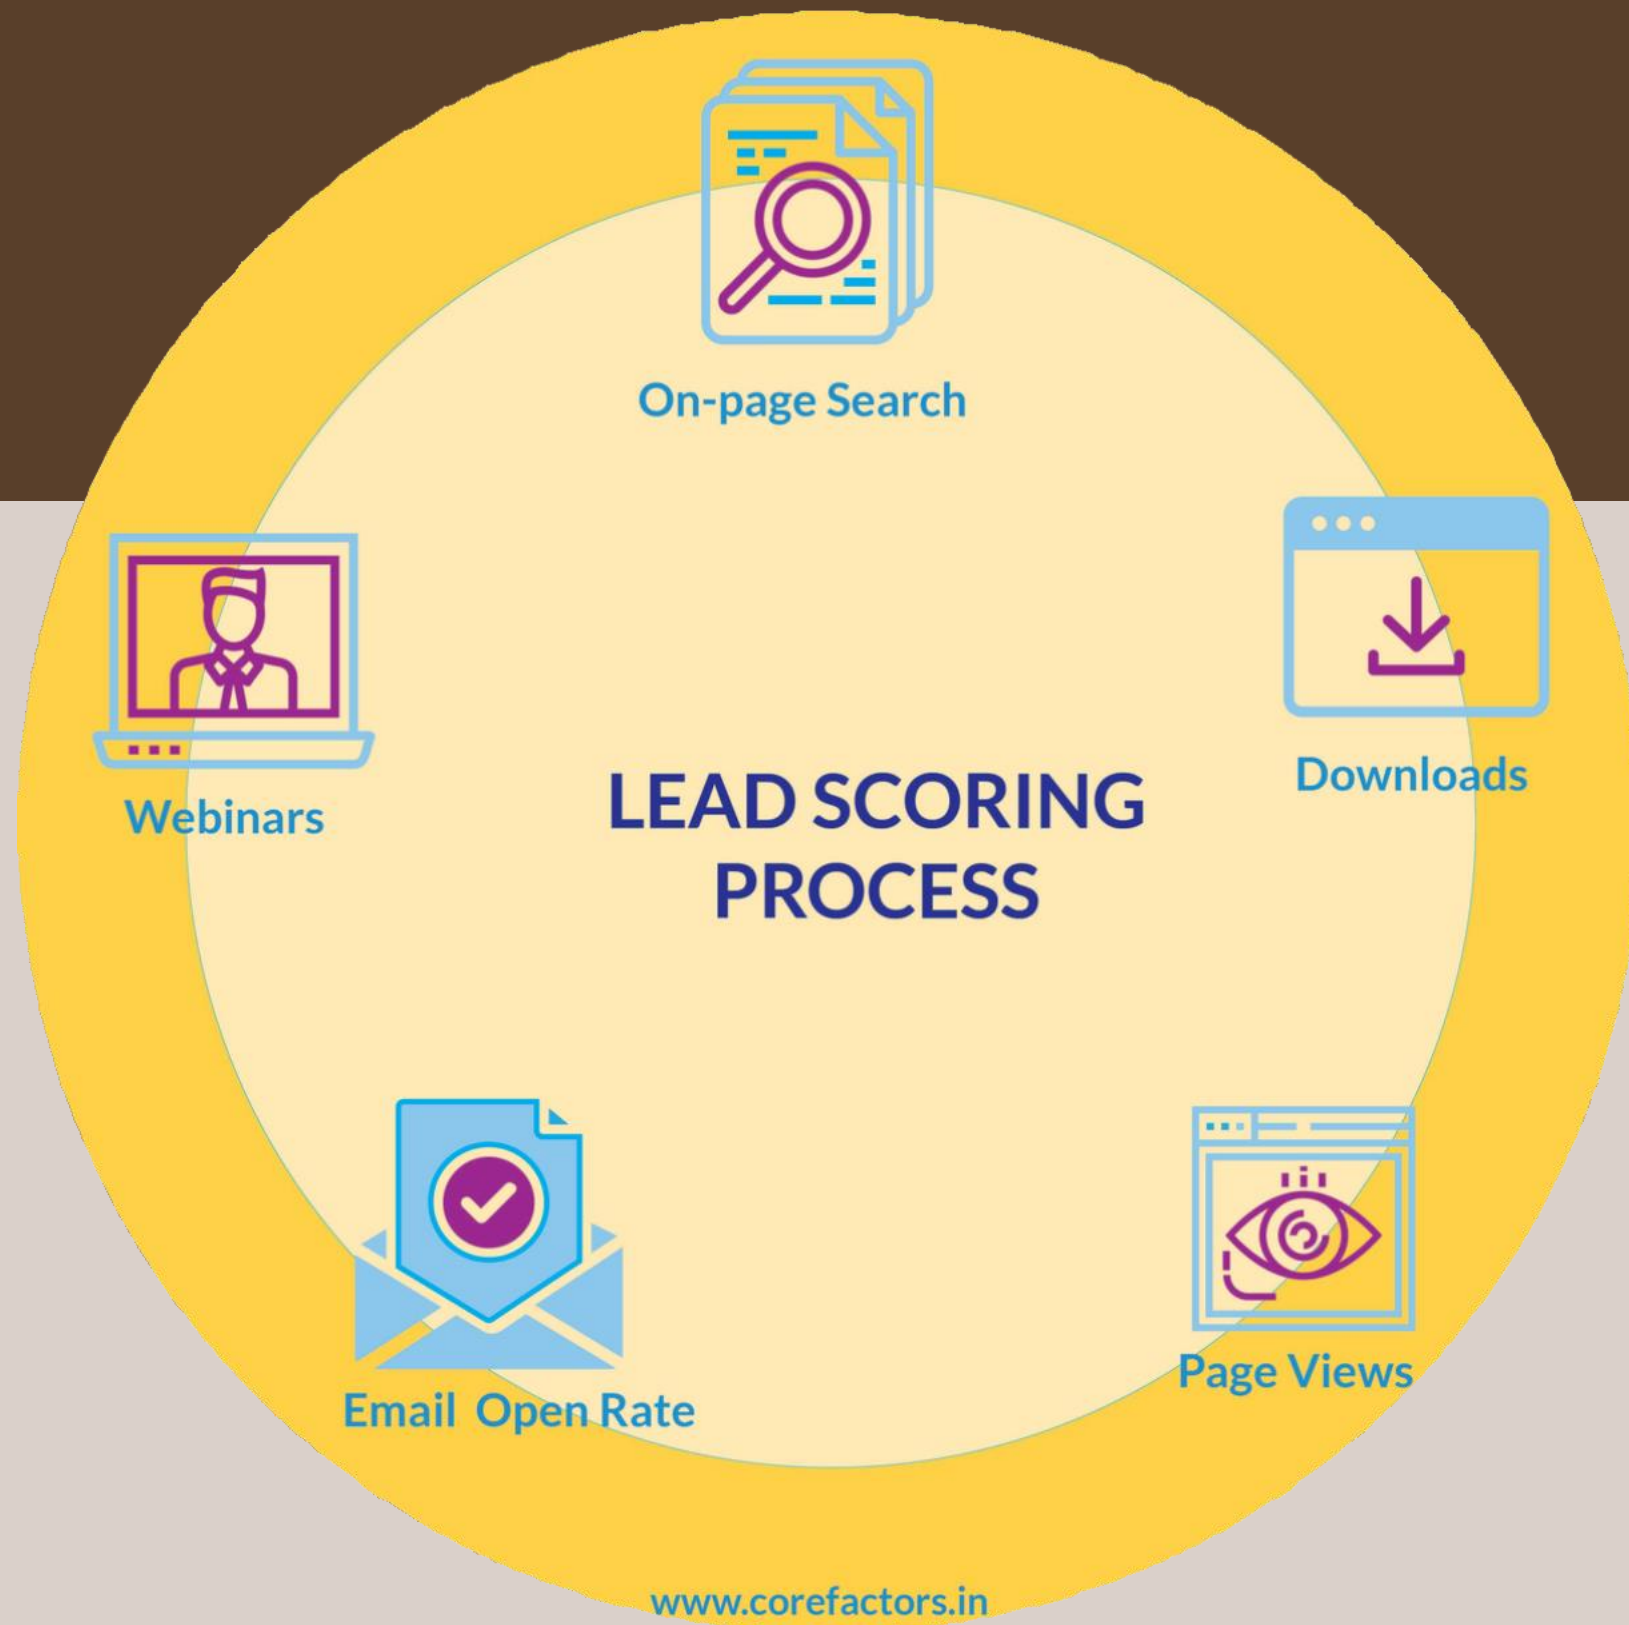 On-page Search
Downloads
Webinars
LEAD SCORING
PROCESS
Page Views
Email Open Rate
www.corefactors.in